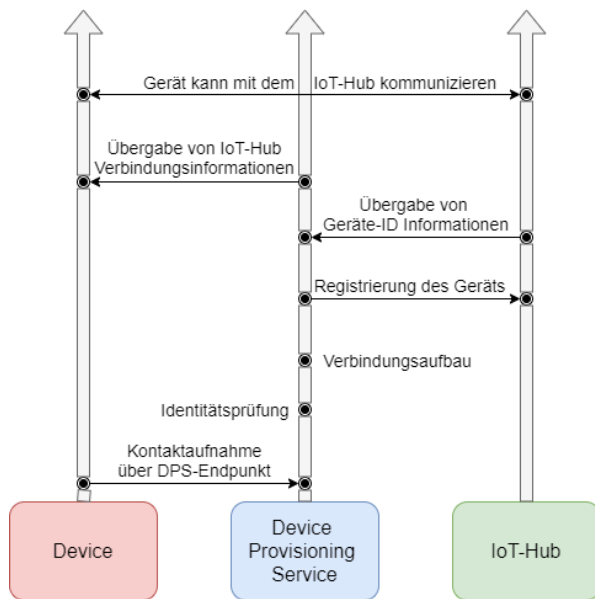 Gerät kann mit dem IoT-Hub kommunizieren
Übergabe von IoT-Hub
Verbindungsinformationen
Übergabe von
Geräte-ID Informationen
Registrierung des Geräts
Verbindungsaufbau
Identitätsprüfung
Kontaktaufnahme
über DPS-Endpunkt
Device
Device
Provisioning
Service
IoT-Hub